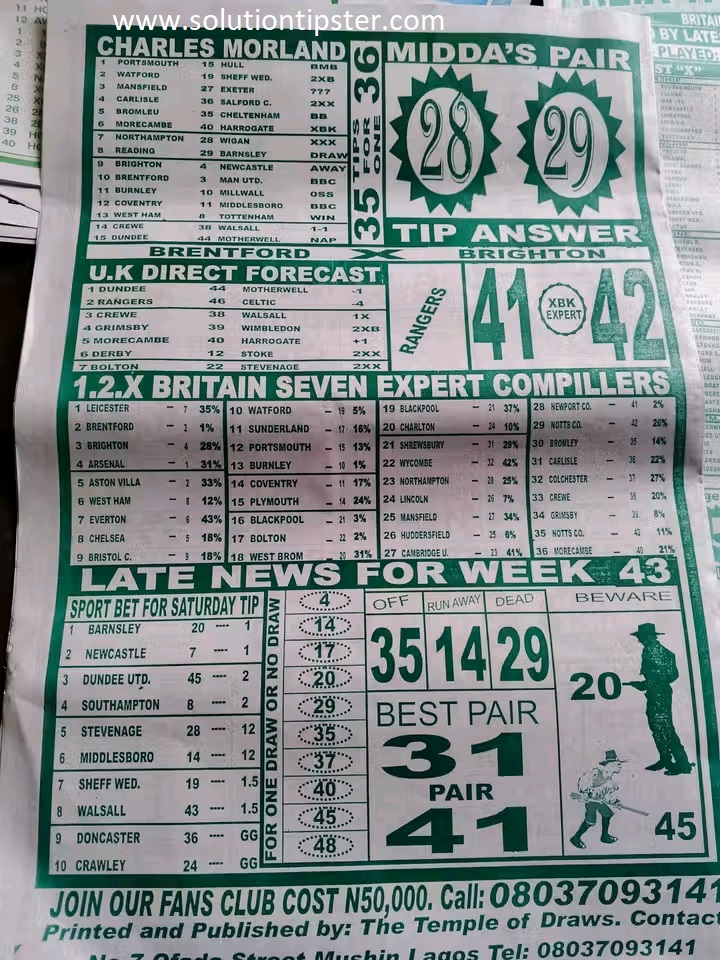 www.solutiontipster.com
CHARLES MORLAND
1 PORTSMOUTH 15 HULL BMB
2 WATFORD 19 SHEFF WED. 2XB
3 MANSFIELD 27 EXETER ???
4 CARLISLE 36 SALFORD C. 2XX
5 BROMLEU 35 CHELTENHAM BB
6 MORECAMBE 40 HARROGATE XBK
7 NORTHAMPTON 28 WIGAN XXX
8 READING 29 BARNSLEY DRAW
9 BRIGHTON 4 NEWCASTLE AWAY
10 BRENTFORD 3 MAN UTD. BBC
11 BURNLEY 10 MILLWALL OSS
12 COVENTRY 11 MIDDLESBORO BBC
13 WEST HAM 8 TOTTENHAM WIN
14 CREWE 38 WALSALL 1-1
15 DUNDEE 44 MOTHERWELL NAP
35 TIPS FOR ONE 36
MIDDA'S PAIR
28 29
TIP ANSWER
BRENTFORD X BRIGHTON
U.K DIRECT FORECAST
1 DUNDEE 44 MOTHERWELL -1
2 RANGERS 46 CELTIC -4
3 CREWE 38 WALSALL 1X
4 GRIMSBY 39 WIMBLEDON 2XB
5 MORECAMBE 40 HARROGATE +1
6 DERBY 12 STOKE 2XX
7 BOLTON 22 STEVENAGE 2XX
RANGERS
41 XBK EXPERT 42
1.2.X BRITAIN SEVEN EXPERT COMPILLERS
1 LEICESTER – 7 35%
2 BRENTFORD – 3 1%
3 BRIGHTON – 4 28%
4 ARSENAL – 1 31%
5 ASTON VILLA – 2 33%
6 WEST HAM – 8 12%
7 EVERTON – 6 43%
8 CHELSEA – 5 18%
9 BRISTOL C. – 9 18%
10 WATFORD – 19 5%
11 SUNDERLAND – 17 16%
12 PORTSMOUTH – 15 13%
13 BURNLEY – 10 1%
14 COVENTRY – 11 17%
15 PLYMOUTH – 14 24%
16 BLACKPOOL – 21 3%
17 BOLTON – 22 2%
18 WEST BROM – 20 31%
19 BLACKPOOL – 21 37%
20 CHARLTON – 24 10%
21 SHREWSBURY – 31 29%
22 WYCOMBE – 32 42%
23 NORTHAMPTON – 28 25%
24 LINCOLN – 26 7%
25 MANSFIELD – 27 34%
26 HUDDERSFIELD – 25 6%
27 CAMBRIDGE U. – 23 41%
28 NEWPORT CO. – 41 2%
29 NOTTS CO. – 42 26%
30 BROMLEY – 35 14%
31 CARLISLE – 36 22%
32 COLCHESTER – 37 27%
33 CREWE – 38 20%
34 GRIMSBY – 39 8%
35 NOTTS CO. – 42 11%
36 MORECAMBE – 40 21%
LATE NEWS FOR WEEK 43
SPORT BET FOR SATURDAY TIP
1 BARNSLEY 20 ---- 1
2 NEWCASTLE 7 ---- 1
3 DUNDEE UTD. 45 ---- 2
4 SOUTHAMPTON 8 ---- 2
5 STEVENAGE 28 ---- 12
6 MIDDLESBORO 14 ---- 12
7 SHEFF WED. 19 ---- 1.5
8 WALSALL 43 ---- 1.5
9 DONCASTER 36 ---- GG
10 CRAWLEY 24 ---- GG
FOR ONE DRAW OR NO DRAW
4
14
17
20
29
35
37
40
45
48
OFF RUN AWAY DEAD
35 14 29
BEST PAIR
31
PAIR
41
BEWARE
20
45
JOIN OUR FANS CLUB COST N50,000. Call: 08037093141
Printed and Published by: The Temple of Draws. Contact
No 7 Ofada Street Mushin Lagos Tel: 08037093141